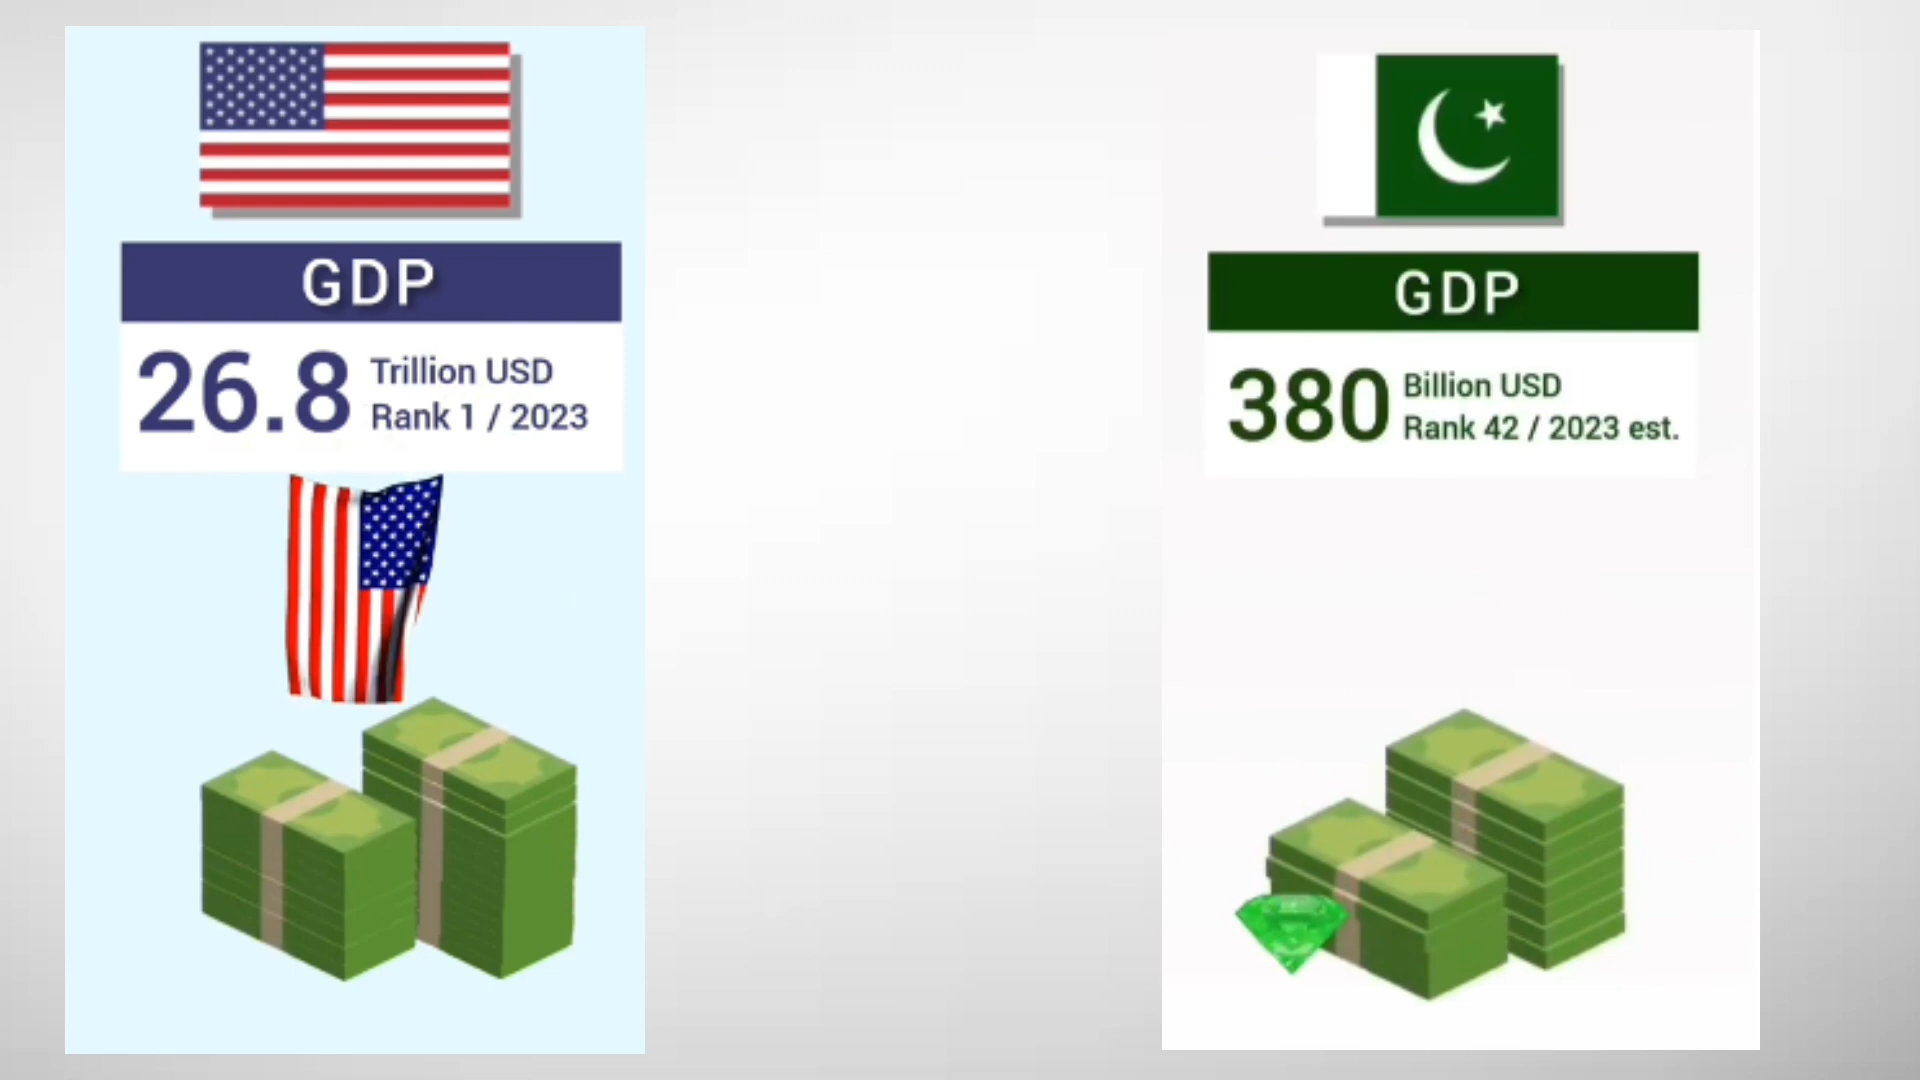 GDP
26.8
Trillion USD
Rank 1 / 2023
GDP
380
Billion USD
Rank 42 / 2023 est.